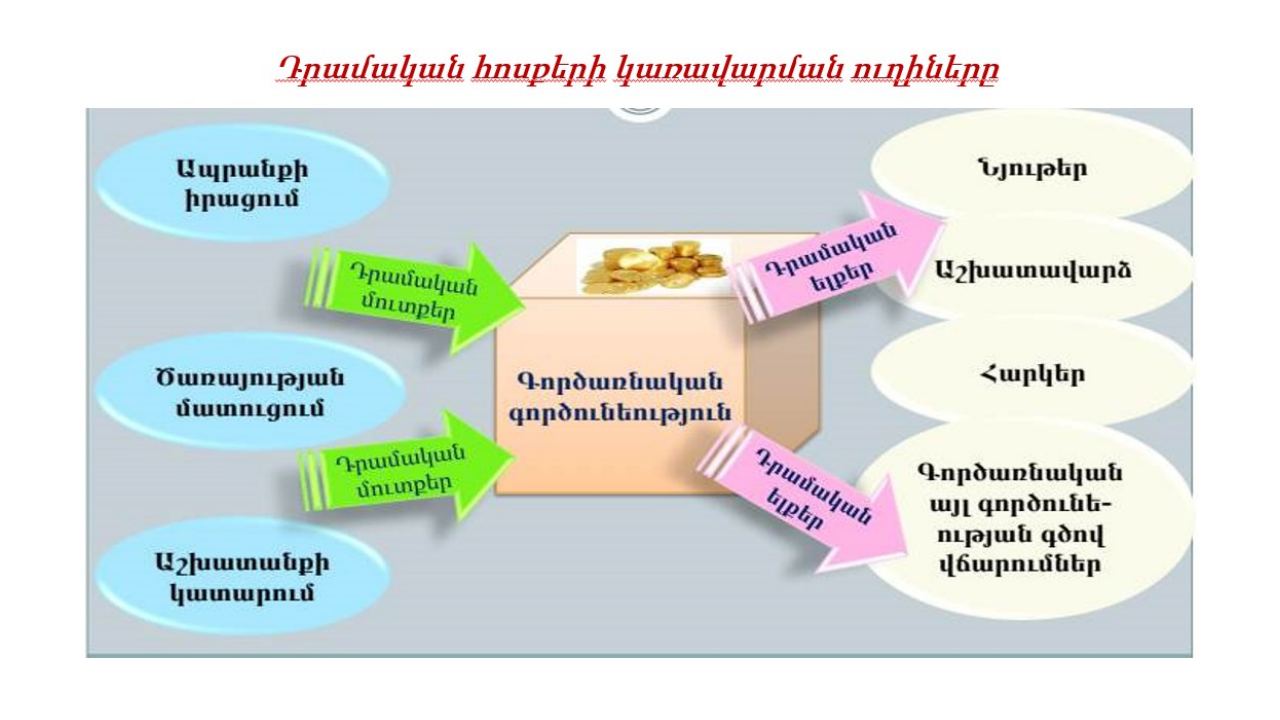 Դրամական հոսքերի կառավարման ուղիները
Ապրանքի
իրացում
Ծառայության
մատուցում
Աշխատանքի
կատարում
Դրամական
մուտքեր
Դրամական
մուտքեր
Գործառնական
գործունեություն
Դրամական
ելքեր
Դրամական
ելքեր
Նյութեր
Աշխատավարձ
Հարկեր
Գործառնական
այլ գործունե-
ության գծով
վճարումներ